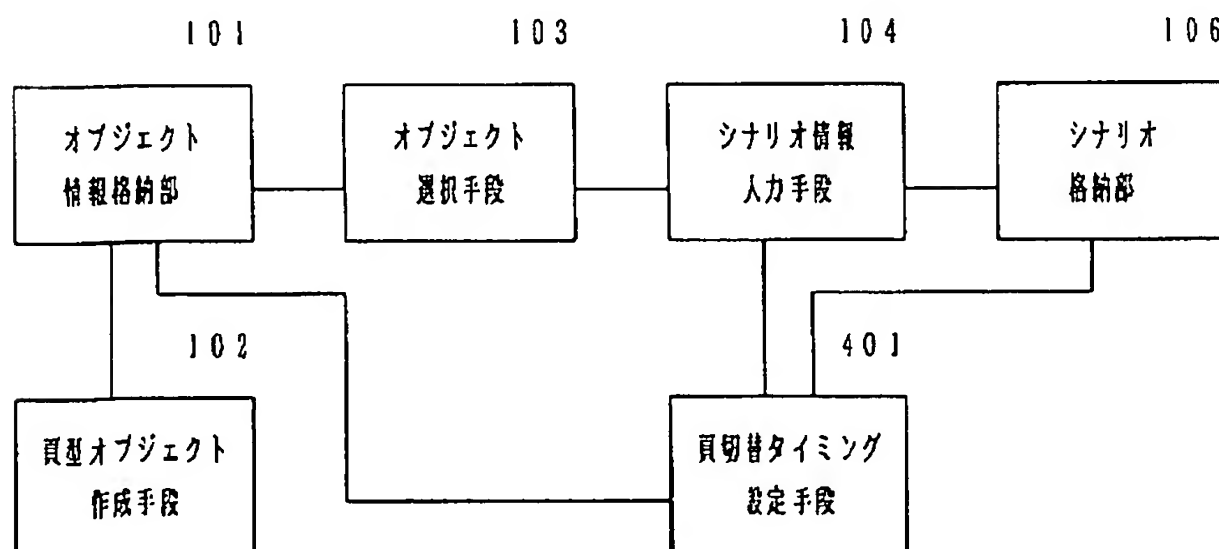 101 103 104 106
オブジェクト
情報格納部
オブジェクト
選択手段
シナリオ情報
入力手段
シナリオ
格納部
102 401
頁型オブジェクト
作成手段
頁切替タイミング
設定手段